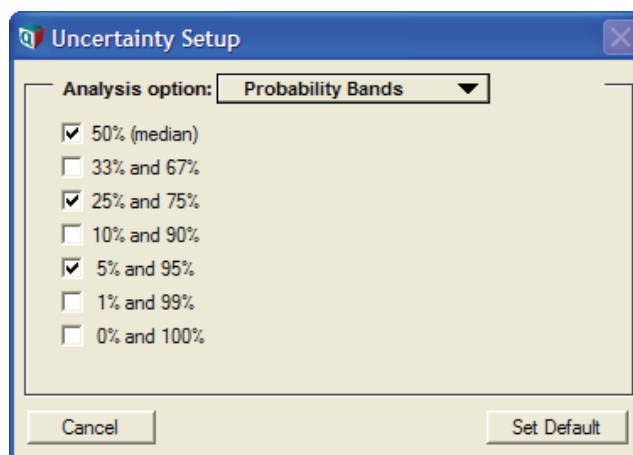 Uncertainty Setup
Analysis option: Probability Bands
50% (median)
33% and 67%
25% and 75%
10% and 90%
5% and 95%
1% and 99%
0% and 100%
Cancel Set Default